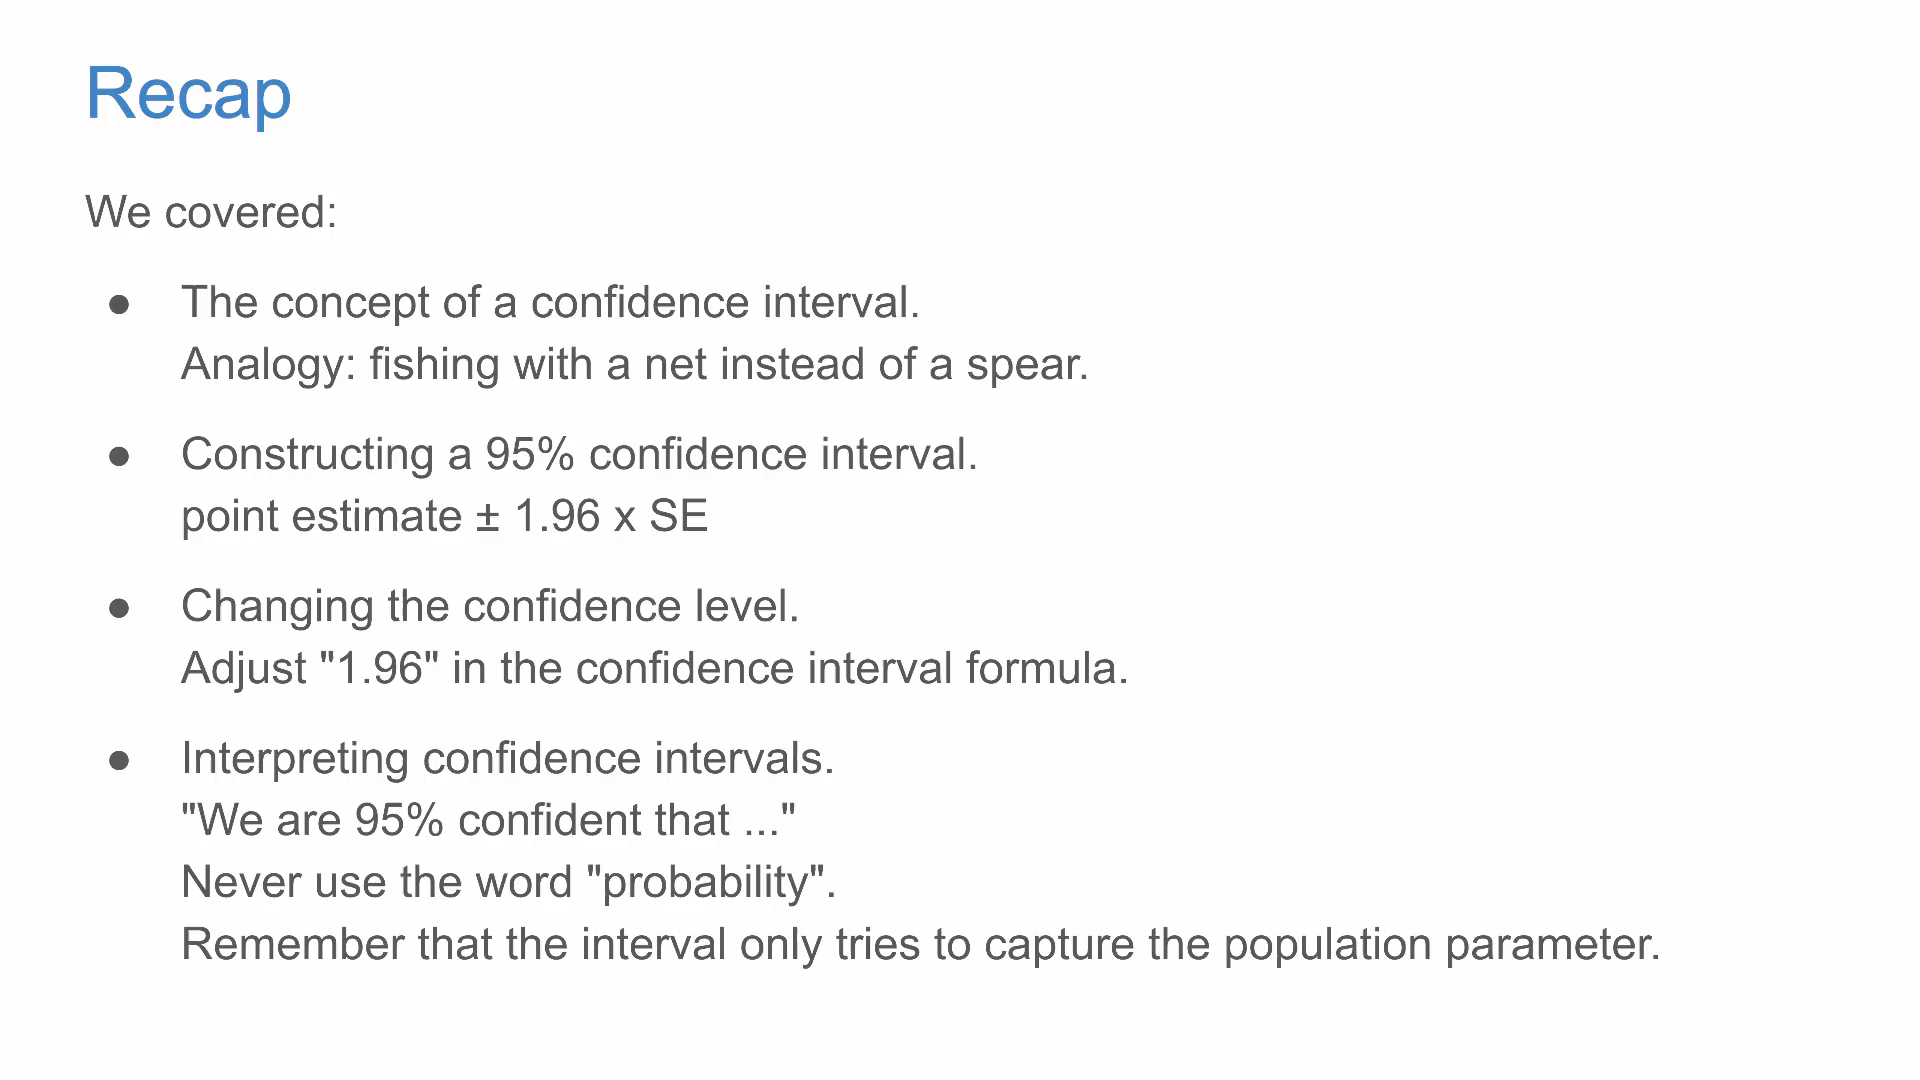 Recap
We covered:
● The concept of a confidence interval.
Analogy: fishing with a net instead of a spear.
● Constructing a 95% confidence interval.
point estimate ± 1.96 x SE
● Changing the confidence level.
Adjust "1.96" in the confidence interval formula.
● Interpreting confidence intervals.
"We are 95% confident that ..."
Never use the word "probability".
Remember that the interval only tries to capture the population parameter.